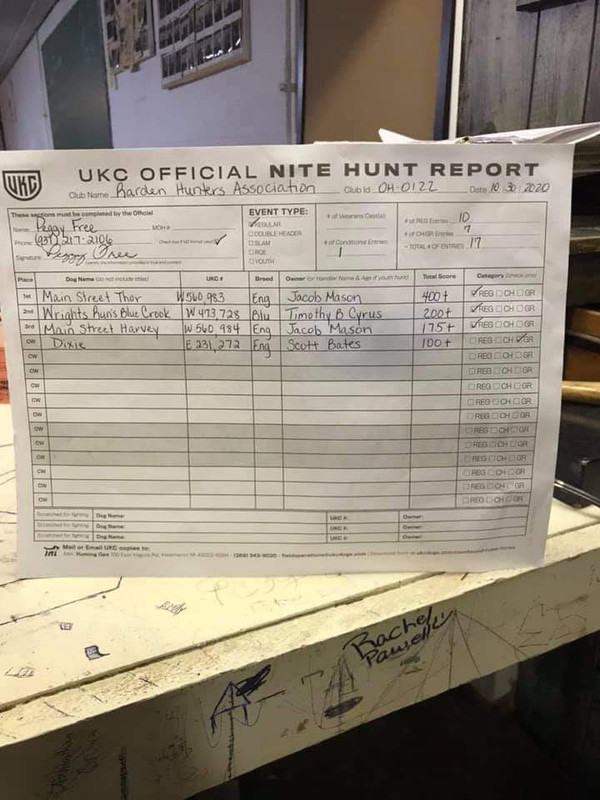 UKC
UKC OFFICIAL NITE HUNT REPORT
Club Name Barden Hunters Association Club Id OH-0122 Date 10 30 2020
These sections must be completed by the Official
Name: Peggy Free MOH #
Phone: (937) 217-2106
Signature: Peggy Free
EVENT TYPE:
REGULAR
DOUBLE HEADER
SLAM
RQE
YOUTH
# of Veterans Dec'd(s)
# of Conditional Entries
1
# of REG Entries 10
# of CH/GR Entries 7
= TOTAL # OF ENTRIES 17
Place Dog Name (do not include titles) UKC # Breed Owner (or Handler Name & Age if youth hunt) Total Score Category (check one)
1st Main Street Thor W560,983 Eng Jacob Mason 400+ REG CH GR
2nd Wrights Run's Blue Crook W473,728 Blu Timothy B Cyrus 200+ REG CH GR
3rd Main Street Harvey W560,984 Eng Jacob Mason 175+ REG CH GR
CW Dixie E231,272 Eng Scott Bates 100+ REG CH GR
CW REG CH GR
CW REG CH GR
CW REG CH GR
CW REG CH GR
CW REG CH GR
CW REG CH GR
CW REG CH GR
CW REG CH GR
CW REG CH GR
CW REG CH GR
CW REG CH GR
Scratched for fighting Dog Name: UKC #: Owner:
Scratched for fighting Dog Name: UKC #: Owner:
Scratched for fighting Dog Name: UKC #: Owner:
Mail or Email UKC copies to:
Rachel
Powell